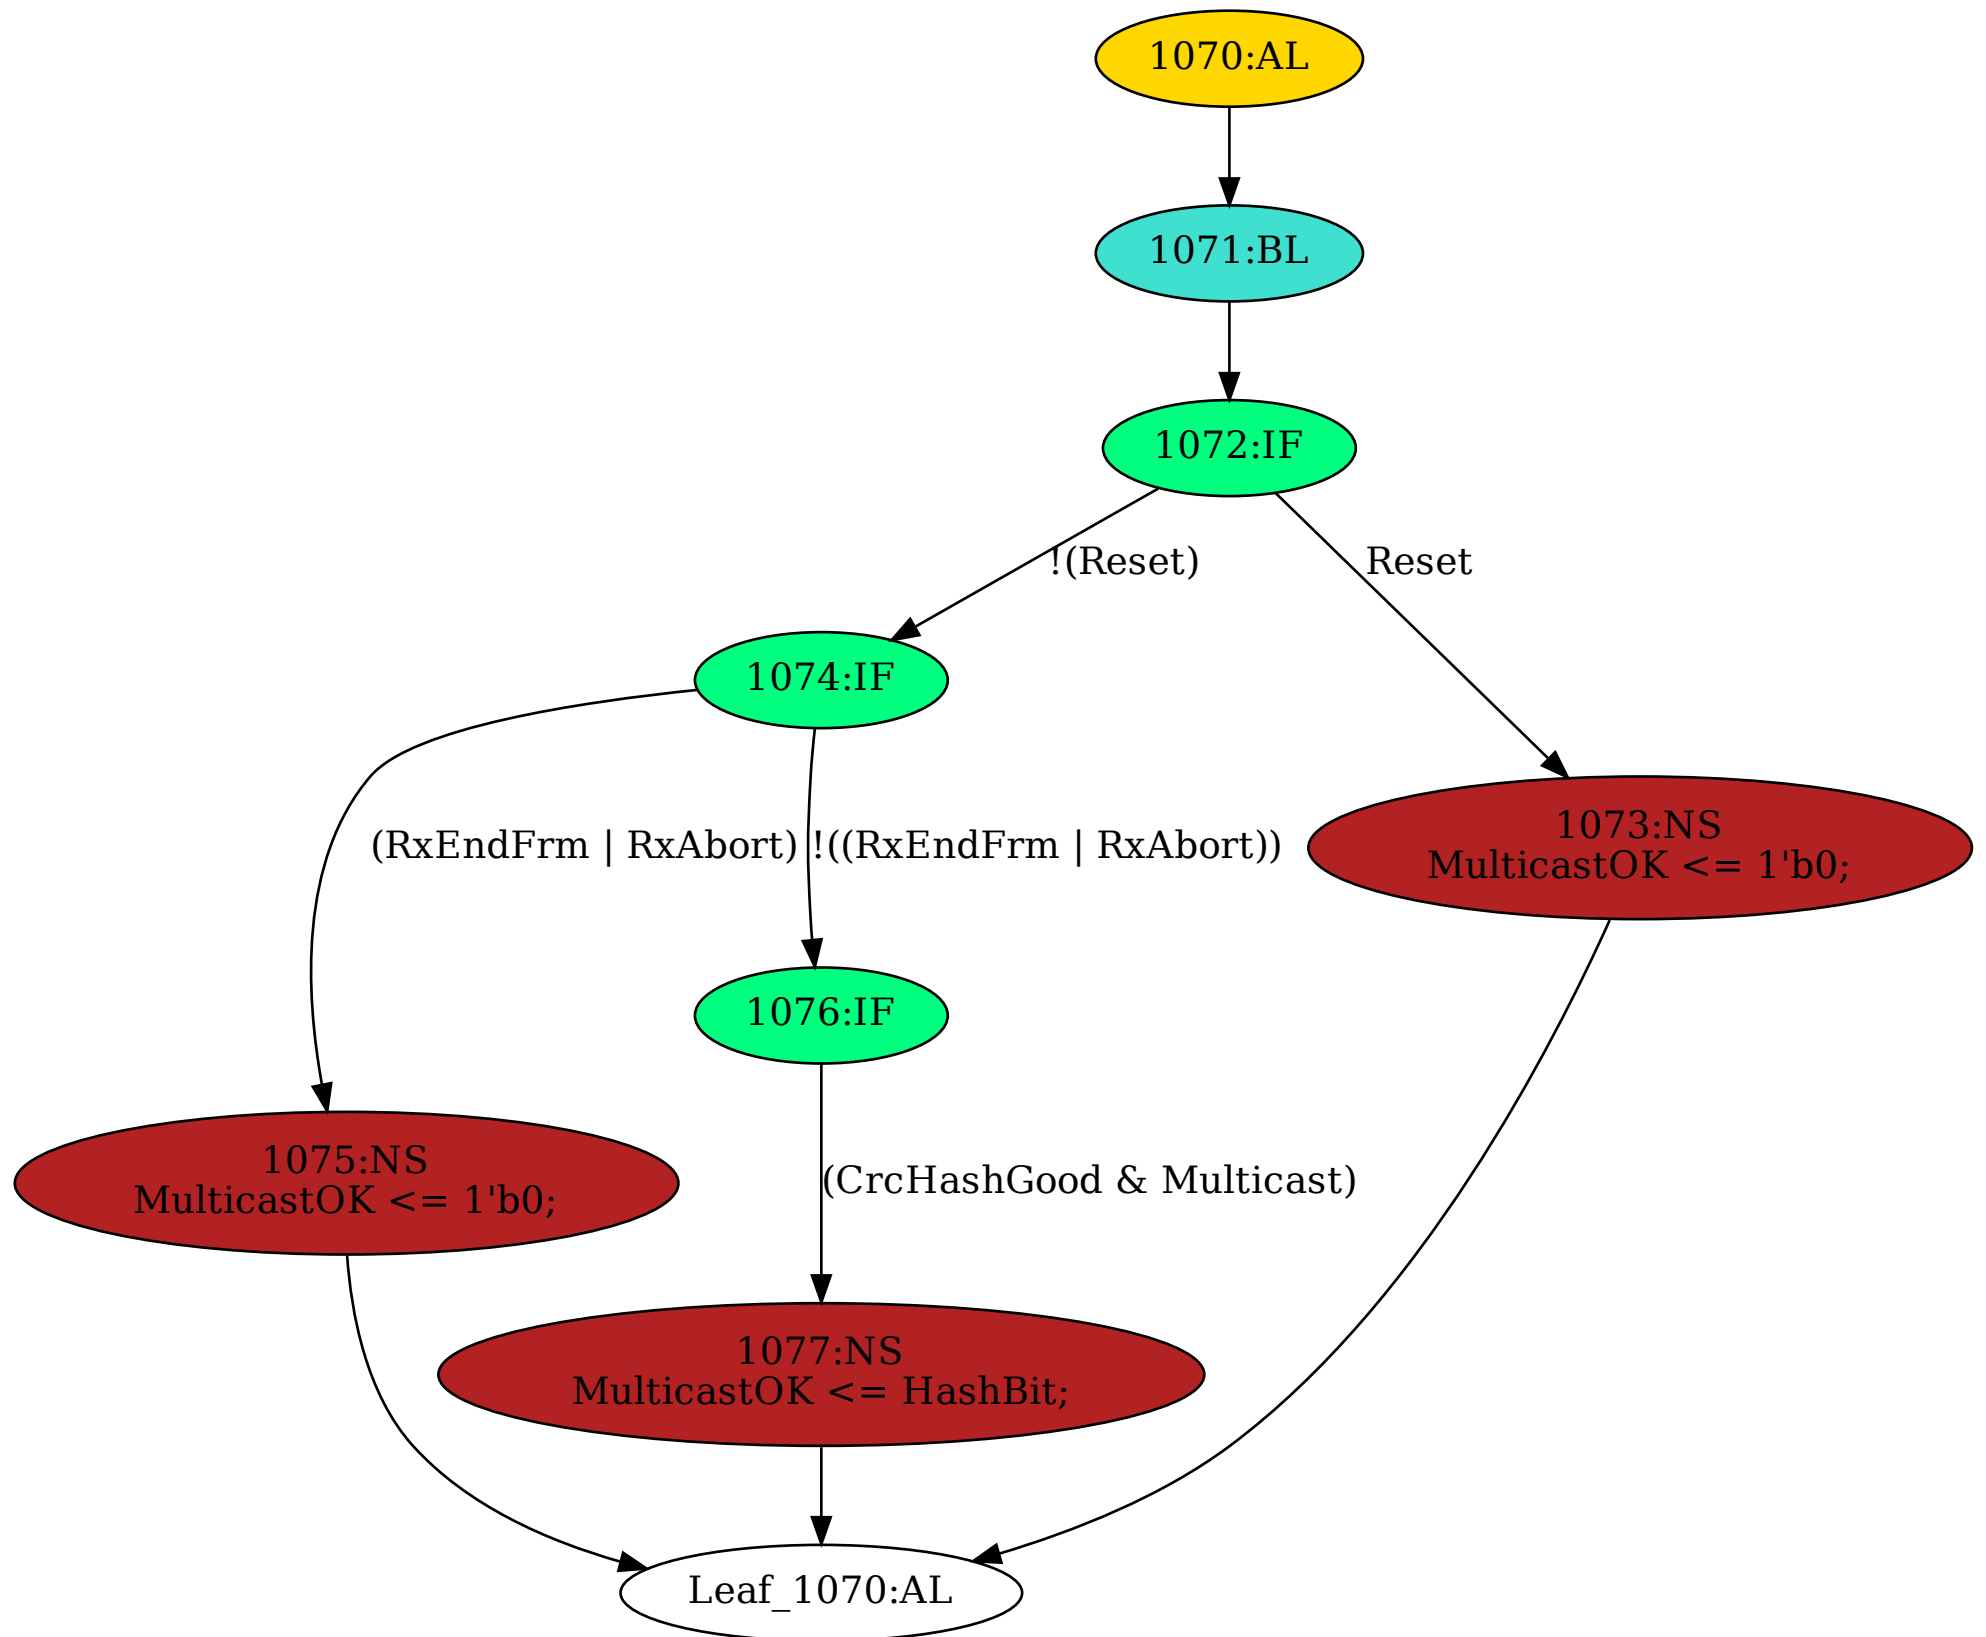 1070:AL
1071:BL
1072:IF
!(Reset)
Reset
1074:IF
(RxEndFrm | RxAbort)
!((RxEndFrm | RxAbort))
1073:NS
MulticastOK <= 1'b0;
1076:IF
(CrcHashGood & Multicast)
1075:NS
MulticastOK <= 1'b0;
1077:NS
MulticastOK <= HashBit;
Leaf_1070:AL